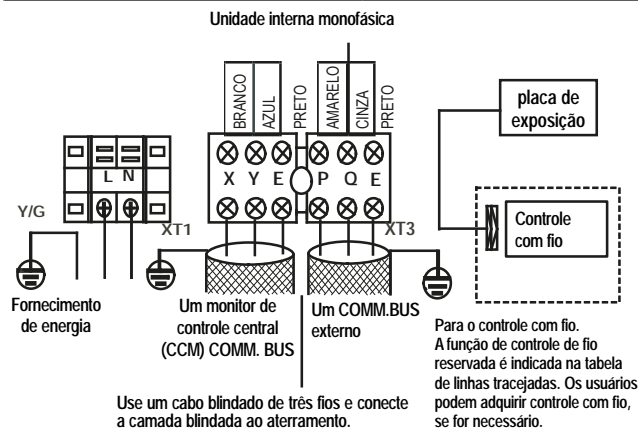 Unidade interna monofásica
BRANCO
AZUL
PRETO
AMARELO
CINZA
PRETO
placa de
exposição
L N
X Y E P Q E
Y/G
XT1
XT3
Controle
com fio
Fornecimento
de energia
Um monitor de
controle central
(CCM) COMM. BUS
Um COMM.BUS
externo
Para o controle com fio.
A função de controle de fio
reservada é indicada na tabela
de linhas tracejadas. Os usuários
podem adquirir controle com fio,
se for necessário.
Use um cabo blindado de três fios e conecte
a camada blindada ao aterramento.